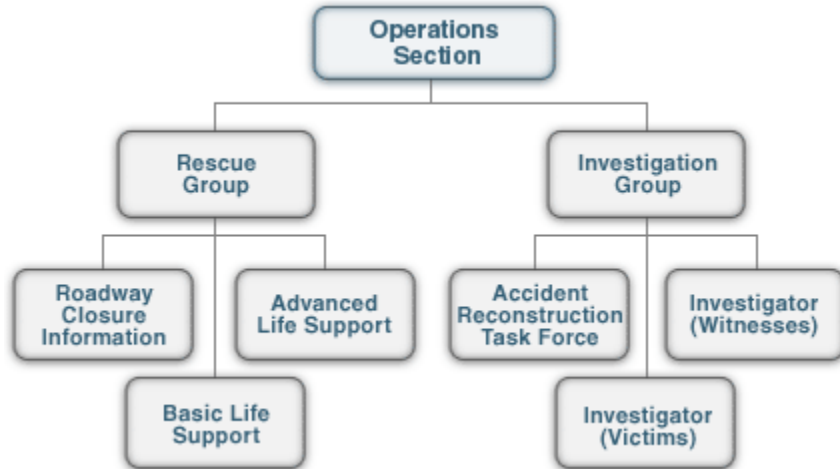 Operations
Section
Rescue
Group
Investigation
Group
Roadway
Closure
Information
Advanced
Life Support
Accident
Reconstruction
Task Force
Investigator
(Witnesses)
Basic Life
Support
Investigator
(Victims)